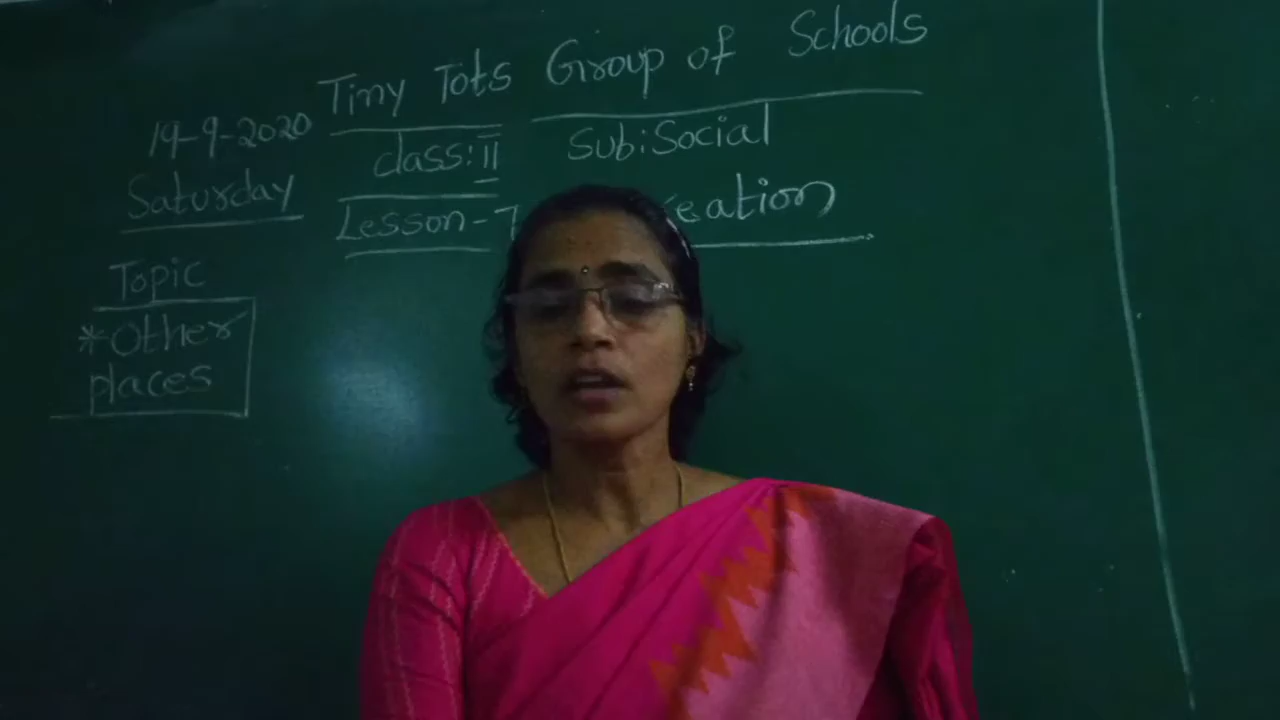 Tiny Tots Group of Schools
19-9-2020
class: II Sub: Social
Saturday
Lesson-7 eation
Topic
*Other
places